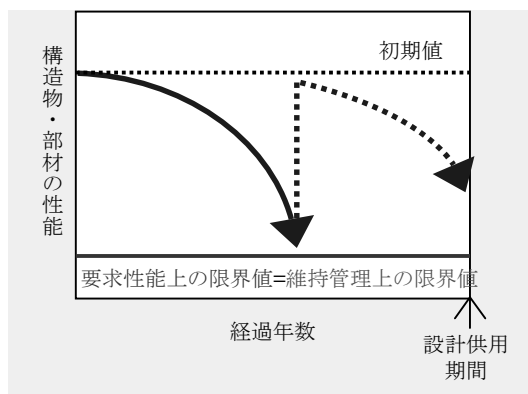 初期値
構造物・部材の性能
要求性能上の限界値=維持管理上の限界値
経過年数
設計供用
期間